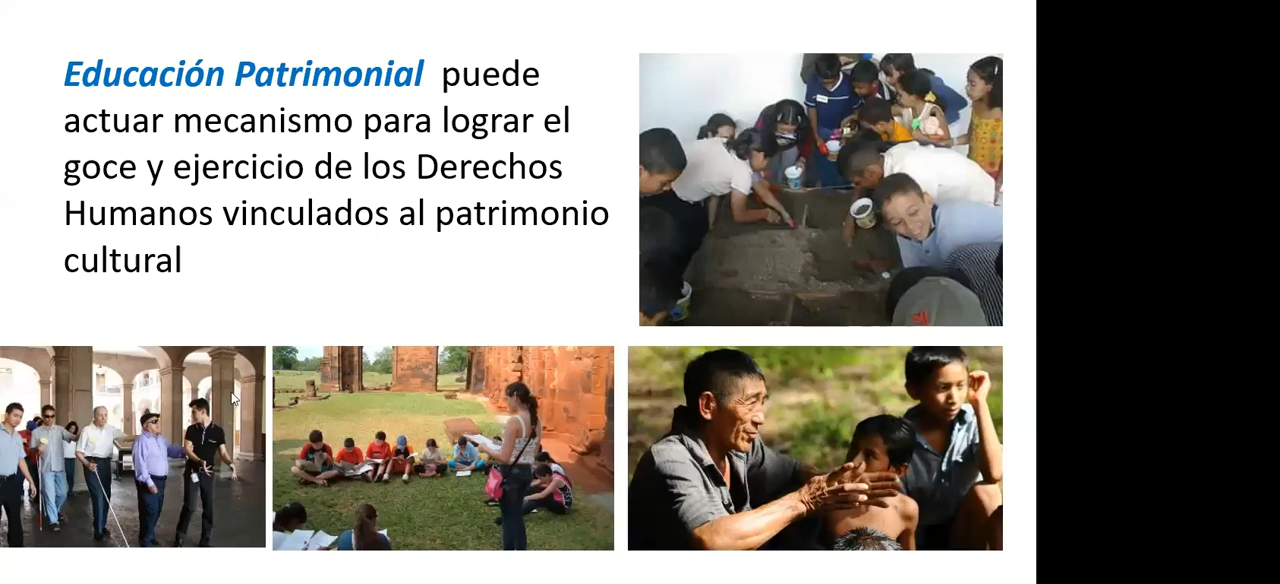 Educación Patrimonial puede
actuar mecanismo para lograr el
goce y ejercicio de los Derechos
Humanos vinculados al patrimonio
cultural